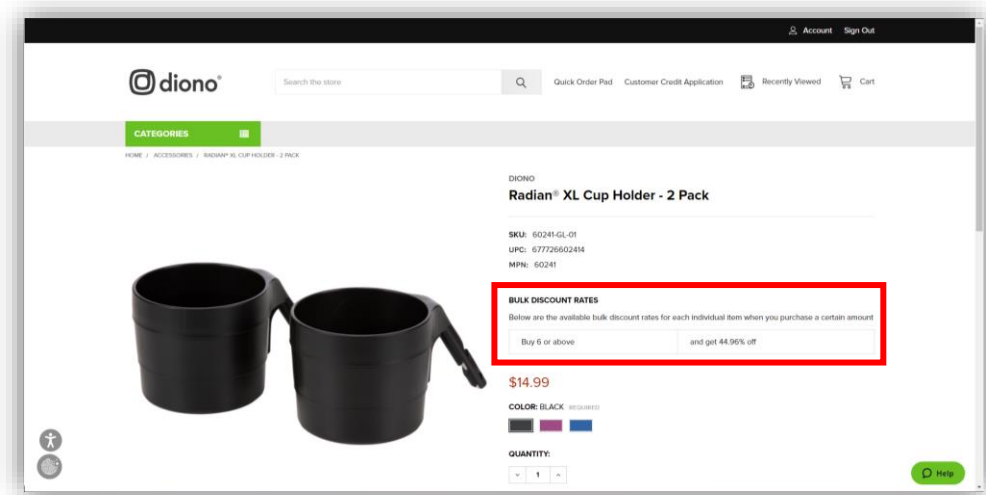 Account Sign Out
diono®
Search the store
Quick Order Pad Customer Credit Application Recently Viewed Cart
CATEGORIES
HOME / ACCESSORIES / RADIAN® XL CUP HOLDER - 2 PACK
DIONO
Radian® XL Cup Holder - 2 Pack
SKU: 60241-GL-01
UPC: 677726602414
MPN: 60241
BULK DISCOUNT RATES
Below are the available bulk discount rates for each individual item when you purchase a certain amount
Buy 6 or above and get 44.96% off
$14.99
COLOR: BLACK REQUIRED
QUANTITY:
1
Help